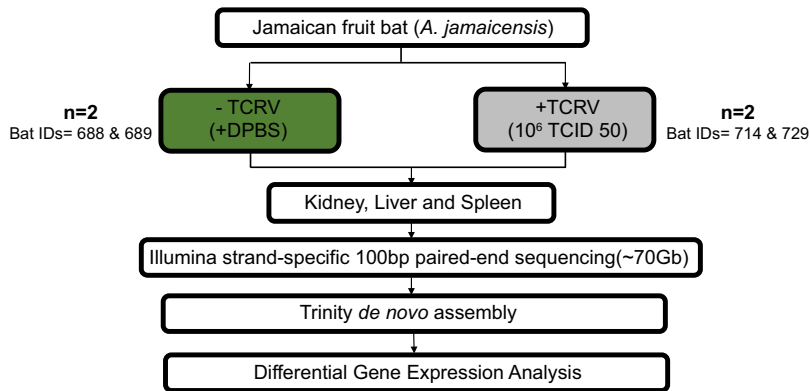 Jamaican fruit bat (A. jamaicensis)
n=2
Bat IDs= 688 & 689
- TCRV
(+DPBS)
+TCRV
(10⁶ TCID 50)
n=2
Bat IDs= 714 & 729
Kidney, Liver and Spleen
Illumina strand-specific 100bp paired-end sequencing(~70Gb)
Trinity de novo assembly
Differential Gene Expression Analysis